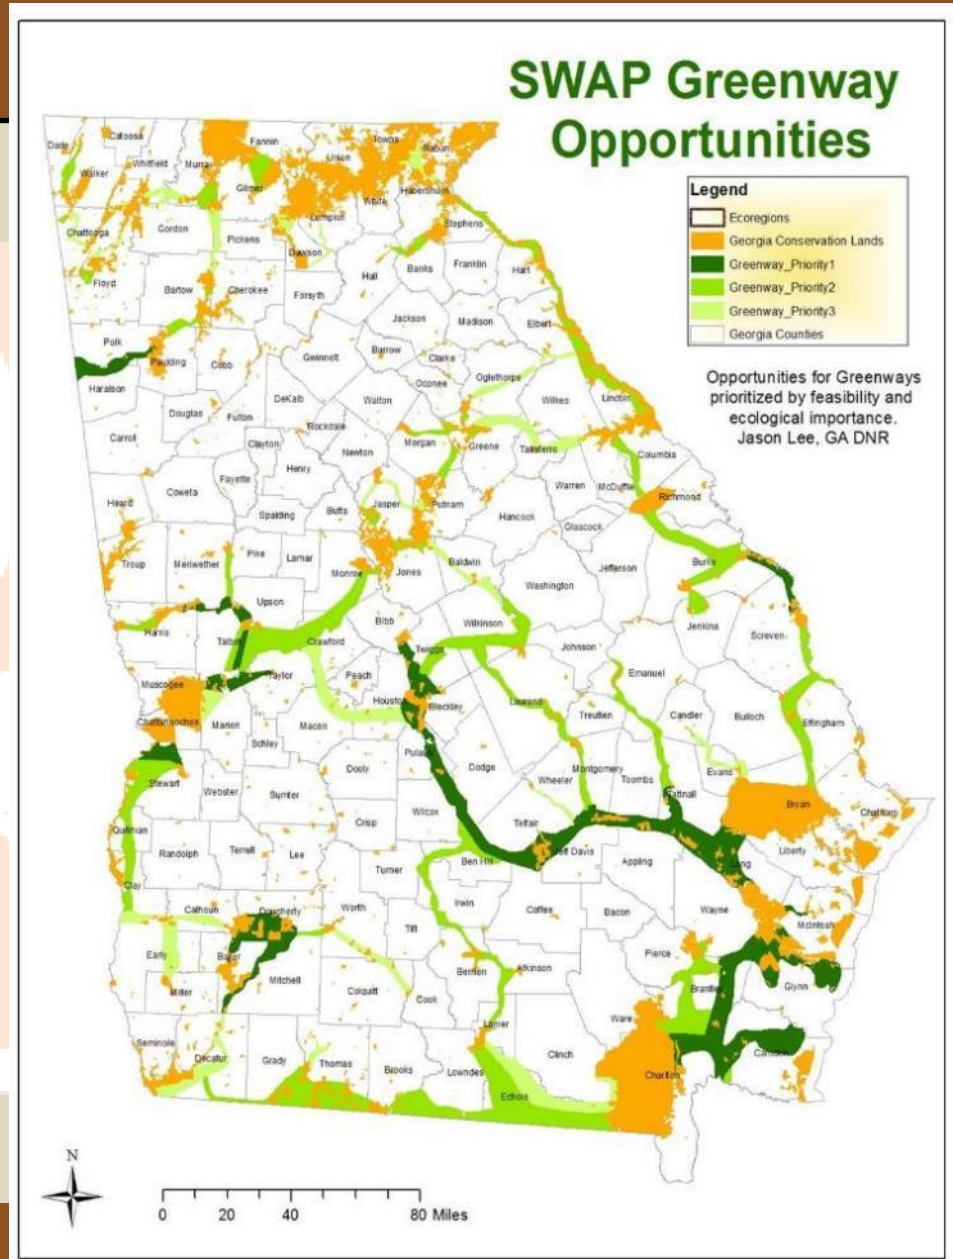 SWAP Greenway
Opportunities
Legend
Ecoregions
Georgia Conservation Lands
Greenway_Priority1
Greenway_Priority2
Greenway_Priority3
Georgia Counties
Opportunities for Greenways
prioritized by feasibility and
ecological importance.
Jason Lee, GA DNR
Dade
Catoosa
Fannin
Towns
Rabun
Walker
Whitfield
Murray
Union
Gilmer
Habersham
White
Lumpkin
Chattooga
Gordon
Pickens
Dawson
Stephens
Floyd
Bartow
Cherokee
Forsyth
Hall
Banks
Franklin
Hart
Jackson
Madison
Elbert
Polk
Paulding
Cobb
Gwinnett
Barrow
Clarke
Oconee
Oglethorpe
Haralson
Douglas
Fulton
DeKalb
Walton
Wilkes
Lincoln
Carroll
Clayton
Rockdale
Newton
Morgan
Greene
Taliaferro
Columbia
Heard
Coweta
Fayette
Henry
Spalding
Butts
Jasper
Putnam
Hancock
Warren
McDuffie
Richmond
Glascock
Troup
Meriwether
Pike
Lamar
Monroe
Jones
Baldwin
Washington
Jefferson
Burke
Upson
Harris
Talbot
Crawford
Bibb
Twiggs
Wilkinson
Johnson
Jenkins
Screven
Emanuel
Muscogee
Taylor
Peach
Houston
Bleckley
Laurens
Treutlen
Candler
Bulloch
Effingham
Chattahoochee
Marion
Macon
Schley
Pulaski
Dodge
Wheeler
Montgomery
Toombs
Evans
Tattnall
Bryan
Chatham
Stewart
Webster
Sumter
Dooly
Crisp
Wilcox
Telfair
Jeff Davis
Appling
Long
Liberty
Quitman
Randolph
Terrell
Lee
Turner
Ben Hill
Clay
Calhoun
Dougherty
Worth
Tift
Irwin
Coffee
Bacon
Wayne
McIntosh
Early
Baker
Mitchell
Colquitt
Cook
Berrien
Atkinson
Pierce
Brantley
Glynn
Miller
Lanier
Ware
Seminole
Decatur
Grady
Thomas
Brooks
Lowndes
Echols
Clinch
Charlton
Camden
N
0 20 40 80 Miles